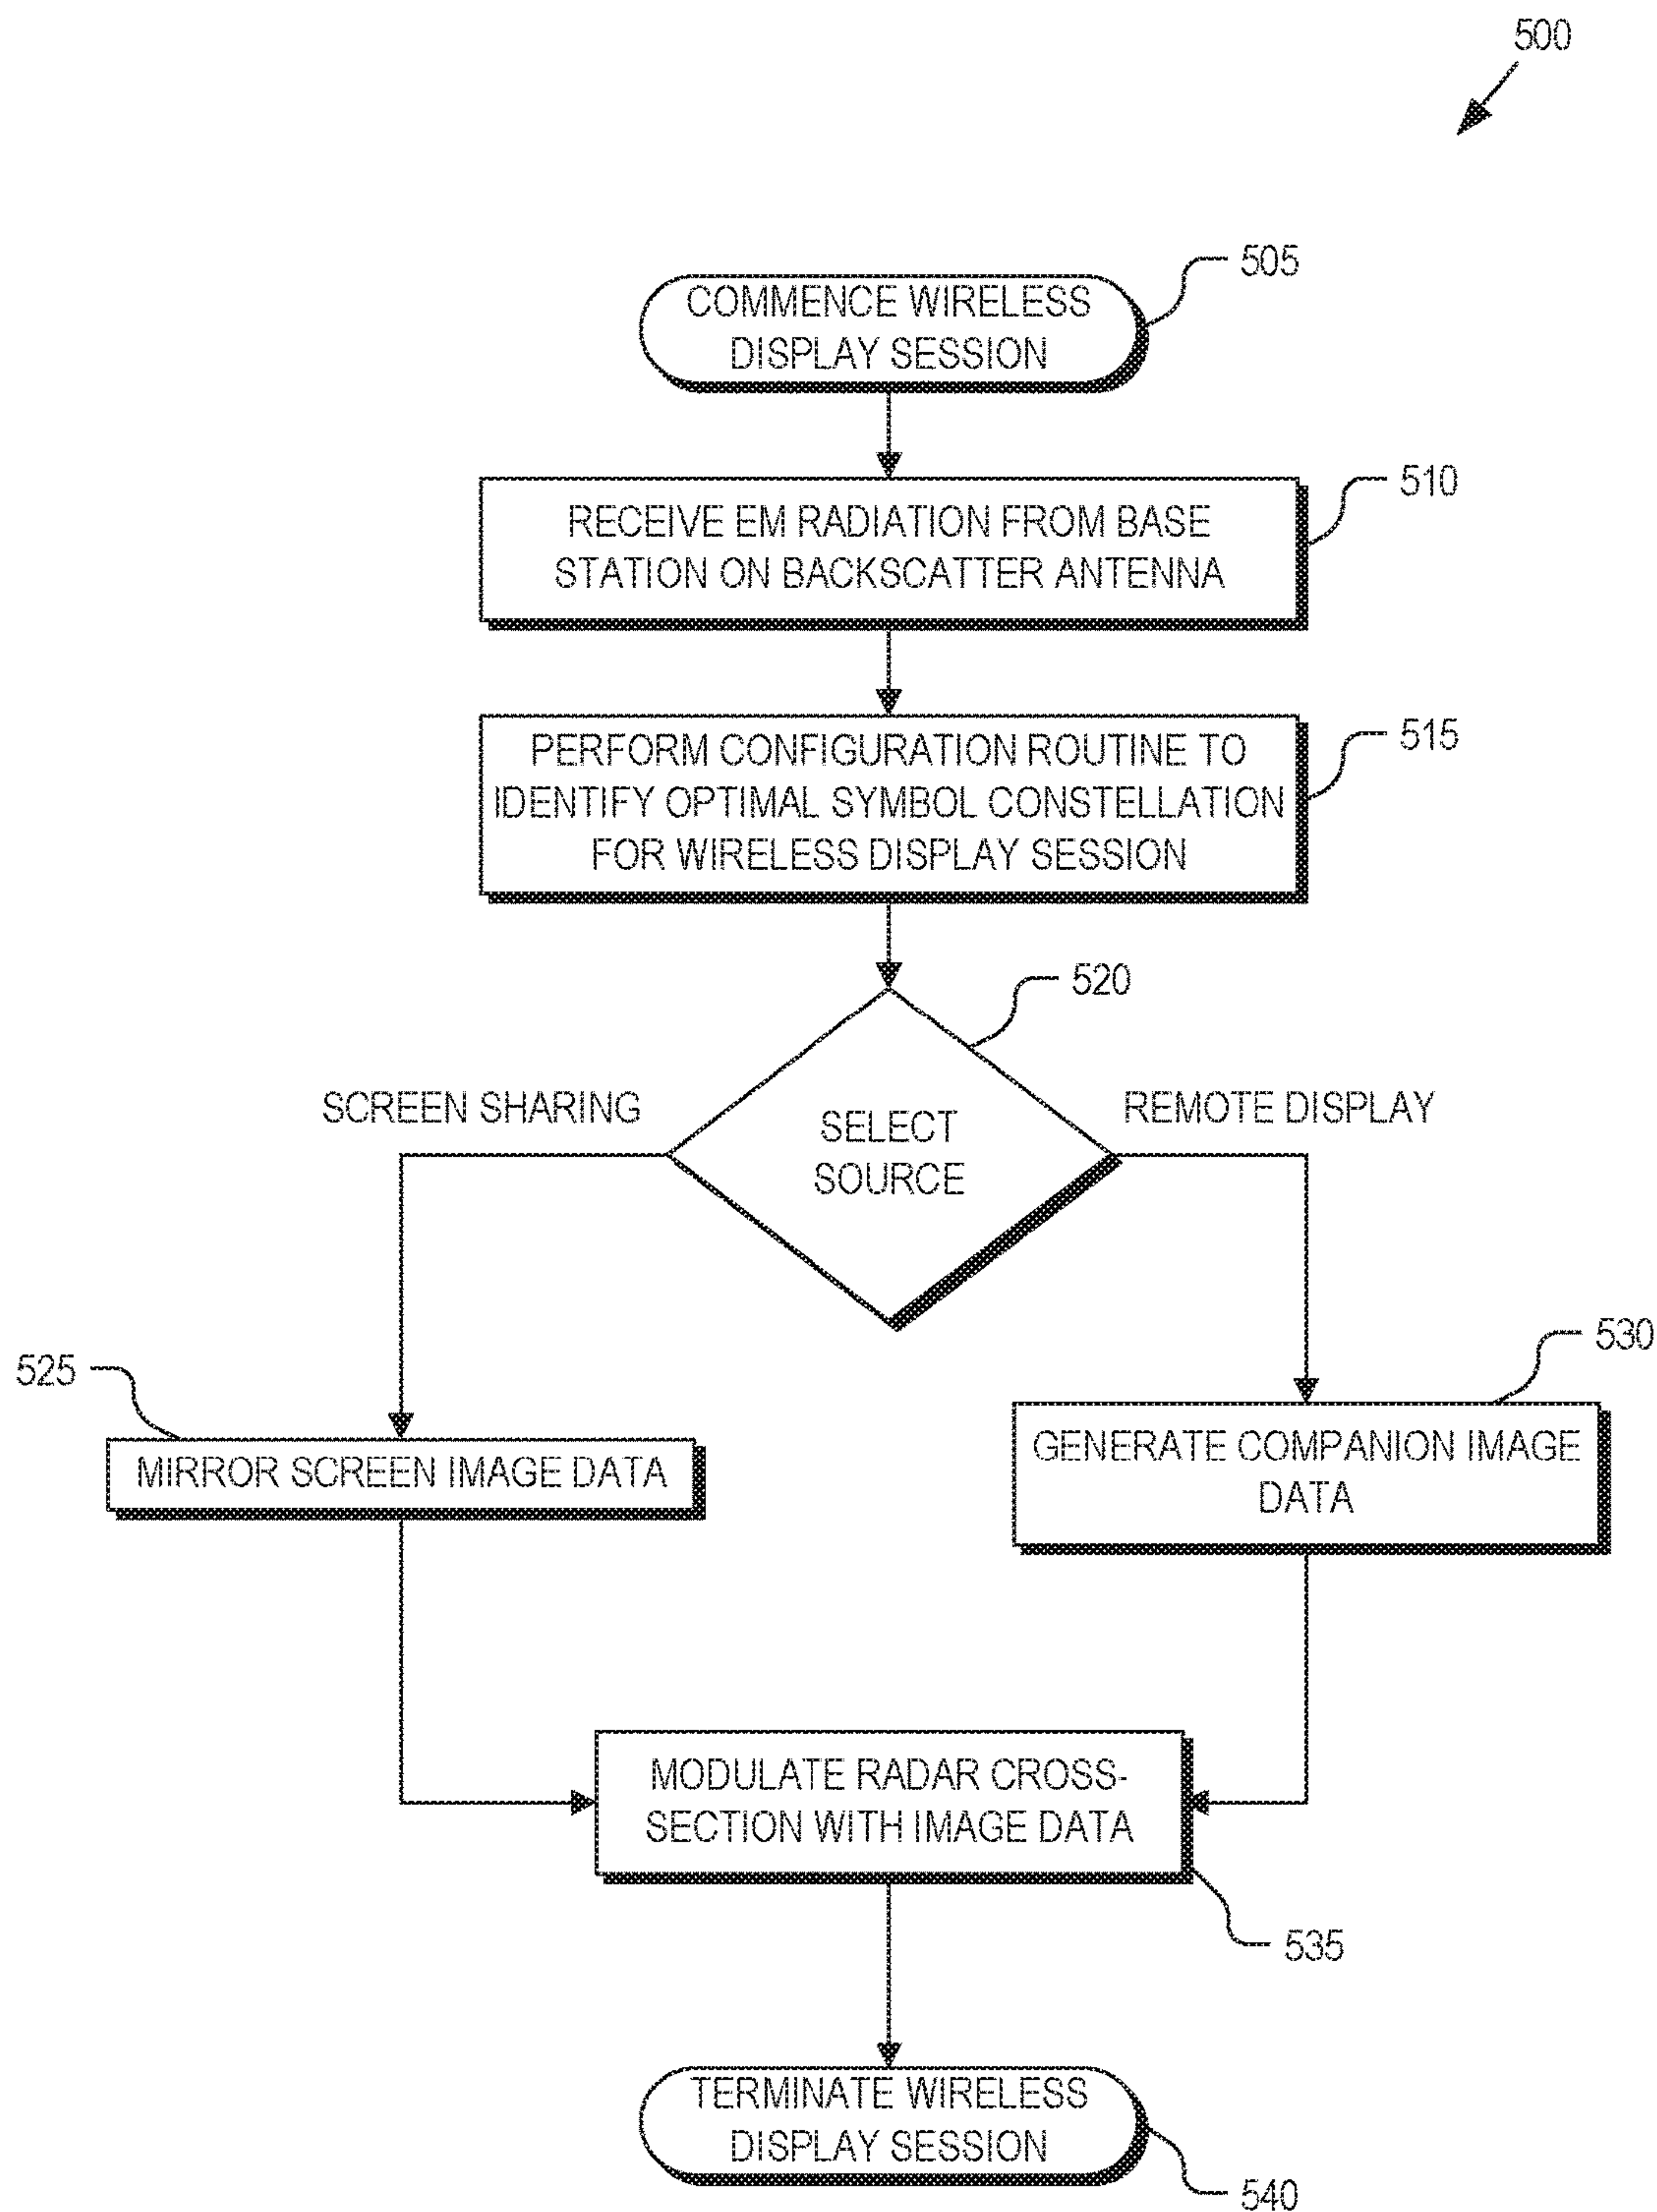 500
505
COMMENCE WIRELESS
DISPLAY SESSION
510
RECEIVE EM RADIATION FROM BASE
STATION ON BACKSCATTER ANTENNA
515
PERFORM CONFIGURATION ROUTINE TO
IDENTIFY OPTIMAL SYMBOL CONSTELLATION
FOR WIRELESS DISPLAY SESSION
520
SCREEN SHARING
REMOTE DISPLAY
SELECT
SOURCE
525
530
MIRROR SCREEN IMAGE DATA
GENERATE COMPANION IMAGE
DATA
MODULATE RADAR CROSS-
SECTION WITH IMAGE DATA
535
TERMINATE WIRELESS
DISPLAY SESSION
540